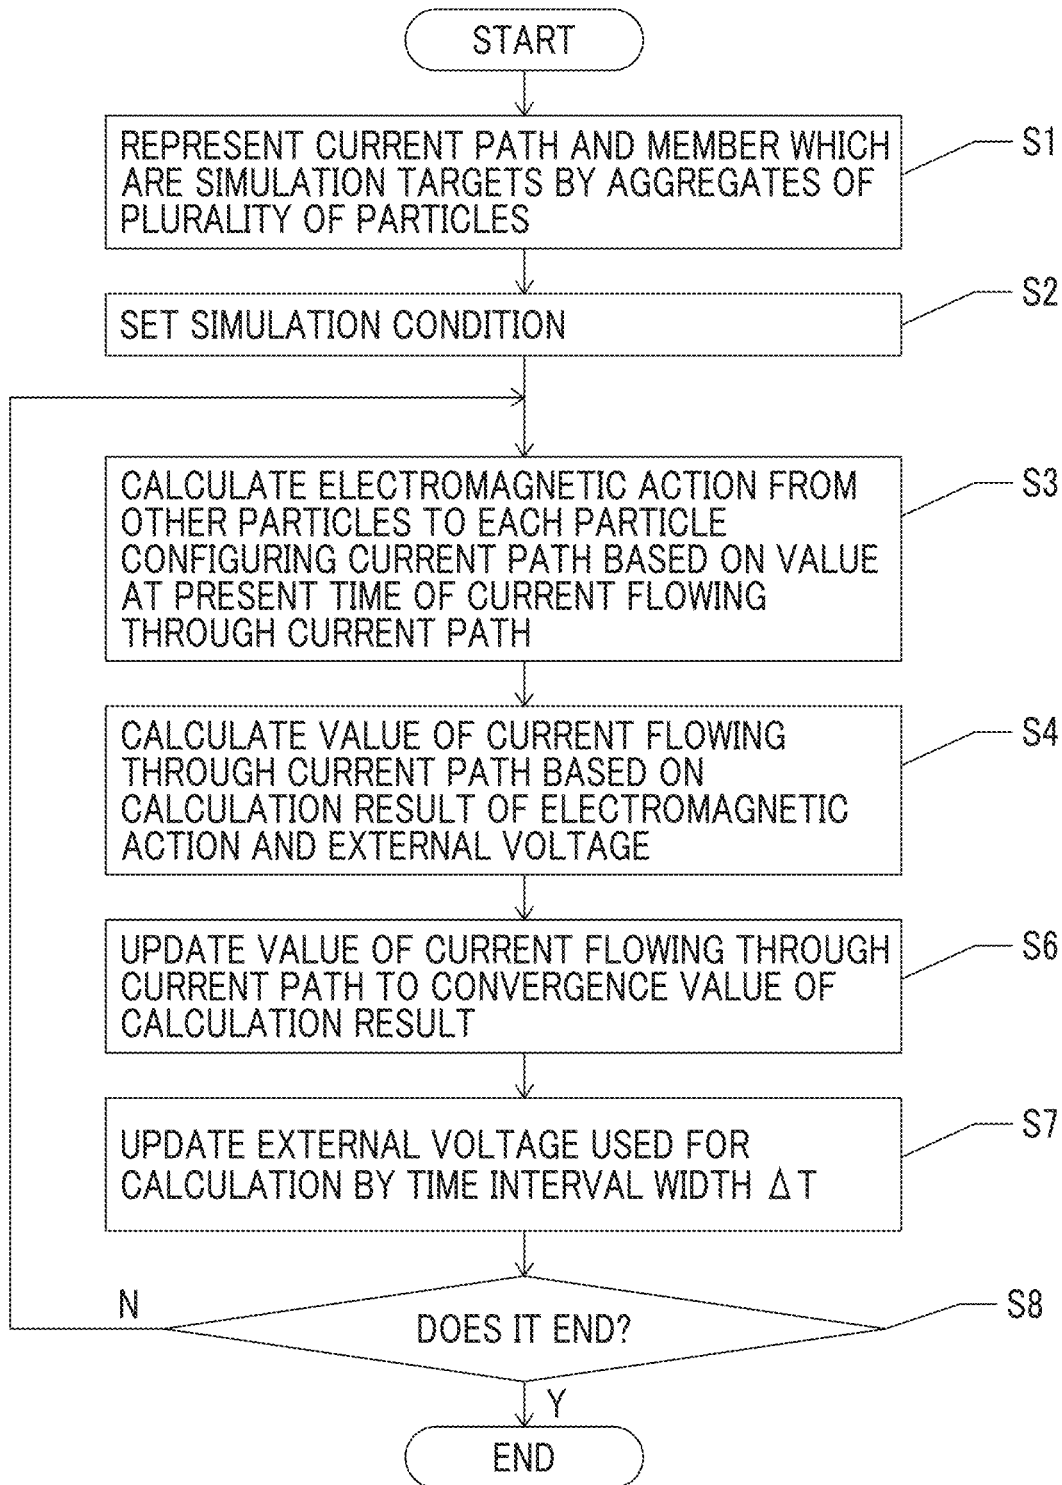 START
REPRESENT CURRENT PATH AND MEMBER WHICH
ARE SIMULATION TARGETS BY AGGREGATES OF
PLURALITY OF PARTICLES
S1
SET SIMULATION CONDITION
S2
CALCULATE ELECTROMAGNETIC ACTION FROM
OTHER PARTICLES TO EACH PARTICLE
CONFIGURING CURRENT PATH BASED ON VALUE
AT PRESENT TIME OF CURRENT FLOWING
THROUGH CURRENT PATH
S3
CALCULATE VALUE OF CURRENT FLOWING
THROUGH CURRENT PATH BASED ON
CALCULATION RESULT OF ELECTROMAGNETIC
ACTION AND EXTERNAL VOLTAGE
S4
UPDATE VALUE OF CURRENT FLOWING THROUGH
CURRENT PATH TO CONVERGENCE VALUE OF
CALCULATION RESULT
S6
UPDATE EXTERNAL VOLTAGE USED FOR
CALCULATION BY TIME INTERVAL WIDTH ΔT
S7
N
DOES IT END?
S8
Y
END